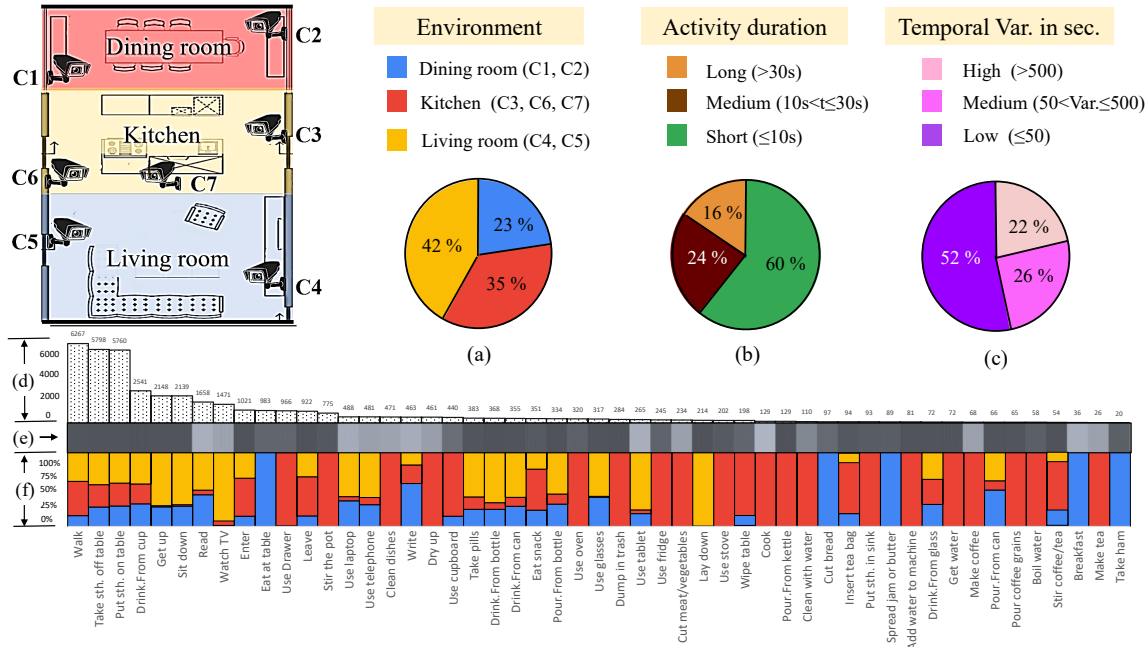 Dining room
C1
C2
Kitchen
C3
C6
C7
C5
Living room
C4
Environment
Dining room (C1, C2)
Kitchen (C3, C6, C7)
Living room (C4, C5)
23 %
35 %
42 %
(a)
Activity duration
Long (>30s)
Medium (10s<t≤30s)
Short (≤10s)
16 %
24 %
60 %
(b)
Temporal Var. in sec.
High (>500)
Medium (50<Var.≤500)
Low (≤50)
22 %
52 %
26 %
(c)
(d)
6000
4000
2000
0
6267 5798 5760 2541 2148 2139 1658 1471 1021 983 966 922 775 488 481 471 463 461 440 383 368 355 351 334 320 317 284 265 245 234 214 202 198 129 129 110 97 94 93 89 81 72 72 68 66 65 58 54 36 26 20
(e)
(f)
100%
75%
50%
25%
0%
Walk
Take sth. off table
Put sth. on table
Drink.From cup
Get up
Sit down
Read
Watch TV
Enter
Eat at table
Use Drawer
Leave
Stir the pot
Use laptop
Use telephone
Clean dishes
Write
Dry up
Use cupboard
Take pills
Drink.From bottle
Drink.From can
Eat snack
Pour.From bottle
Use oven
Use glasses
Dump in trash
Use tablet
Use fridge
Cut meat/vegetables
Lay down
Use stove
Wipe table
Cook
Pour.From kettle
Clean with water
Cut bread
Insert tea bag
Put sth. in sink
Spread jam or butter
Add water to machine
Drink.From glass
Get water
Make coffee
Pour.From can
Pour coffee grains
Boil water
Stir coffee/tea
Breakfast
Make tea
Take ham